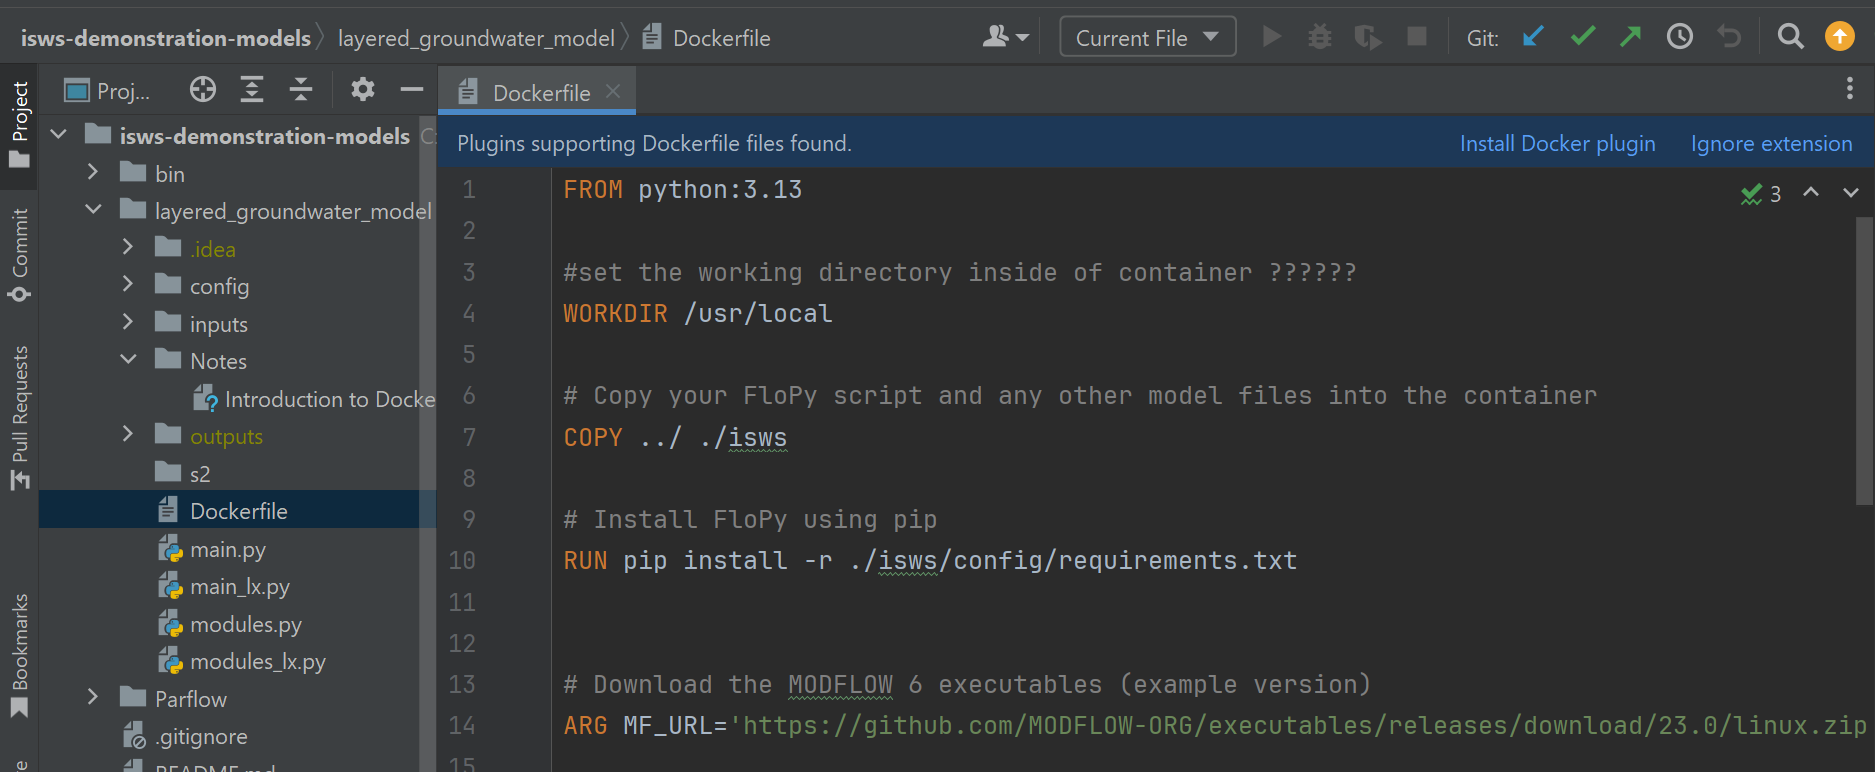 isws-demonstration-models layered_groundwater_model Dockerfile Current File Git:
Project
Commit
Pull Requests
Bookmarks
Proj...
isws-demonstration-models C:
bin
layered_groundwater_model
.idea
config
inputs
Notes
Introduction to Docke
outputs
s2
Dockerfile
main.py
main_lx.py
modules.py
modules_lx.py
Parflow
.gitignore
README.md
Dockerfile
Plugins supporting Dockerfile files found. Install Docker plugin Ignore extension
3
1 FROM python:3.13
2
3 #set the working directory inside of container ??????
4 WORKDIR /usr/local
5
6 # Copy your FloPy script and any other model files into the container
7 COPY ../ ./isws
8
9 # Install FloPy using pip
10 RUN pip install -r ./isws/config/requirements.txt
11
12
13 # Download the MODFLOW 6 executables (example version)
14 ARG MF_URL='https://github.com/MODFLOW-ORG/executables/releases/download/23.0/linux.zip
15